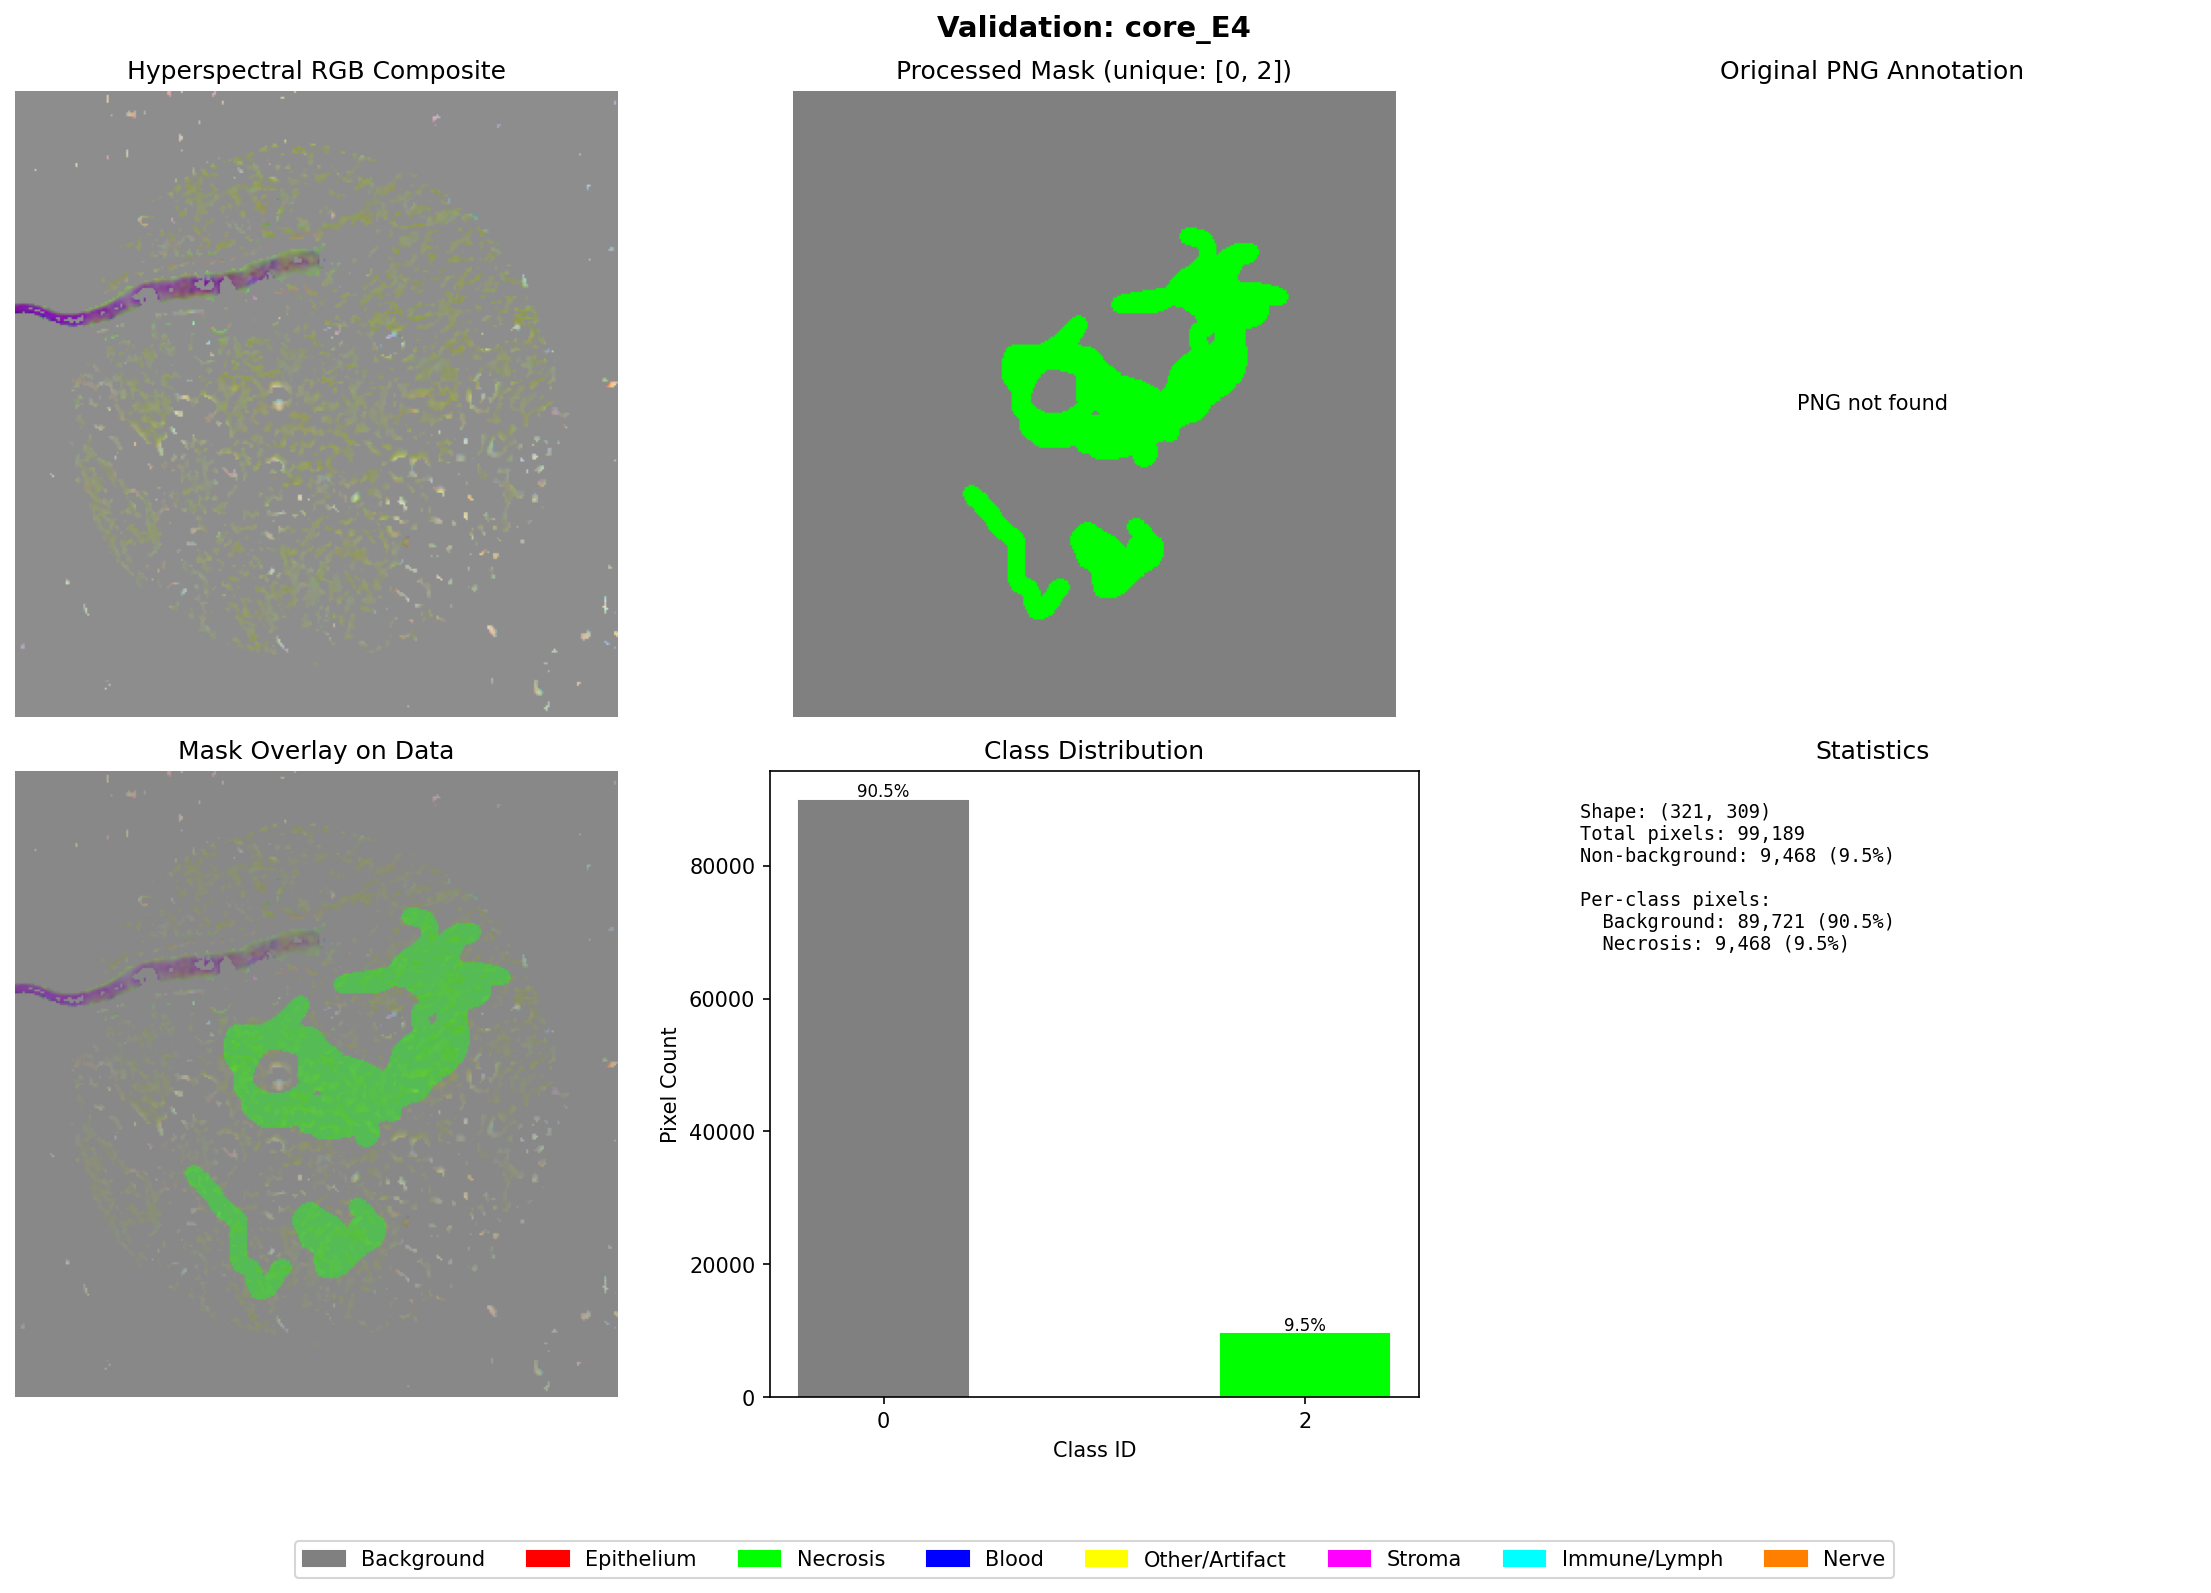 Validation: core_E4
Hyperspectral RGB Composite
Processed Mask (unique: [0, 2])
Original PNG Annotation
PNG not found
Mask Overlay on Data
Class Distribution
Statistics
90.5%
9.5%
80000
60000
40000
20000
0
Pixel Count
0
2
Class ID
Shape: (321, 309)
Total pixels: 99,189
Non-background: 9,468 (9.5%)
Per-class pixels:
Background: 89,721 (90.5%)
Necrosis: 9,468 (9.5%)
Background
Epithelium
Necrosis
Blood
Other/Artifact
Stroma
Immune/Lymph
Nerve